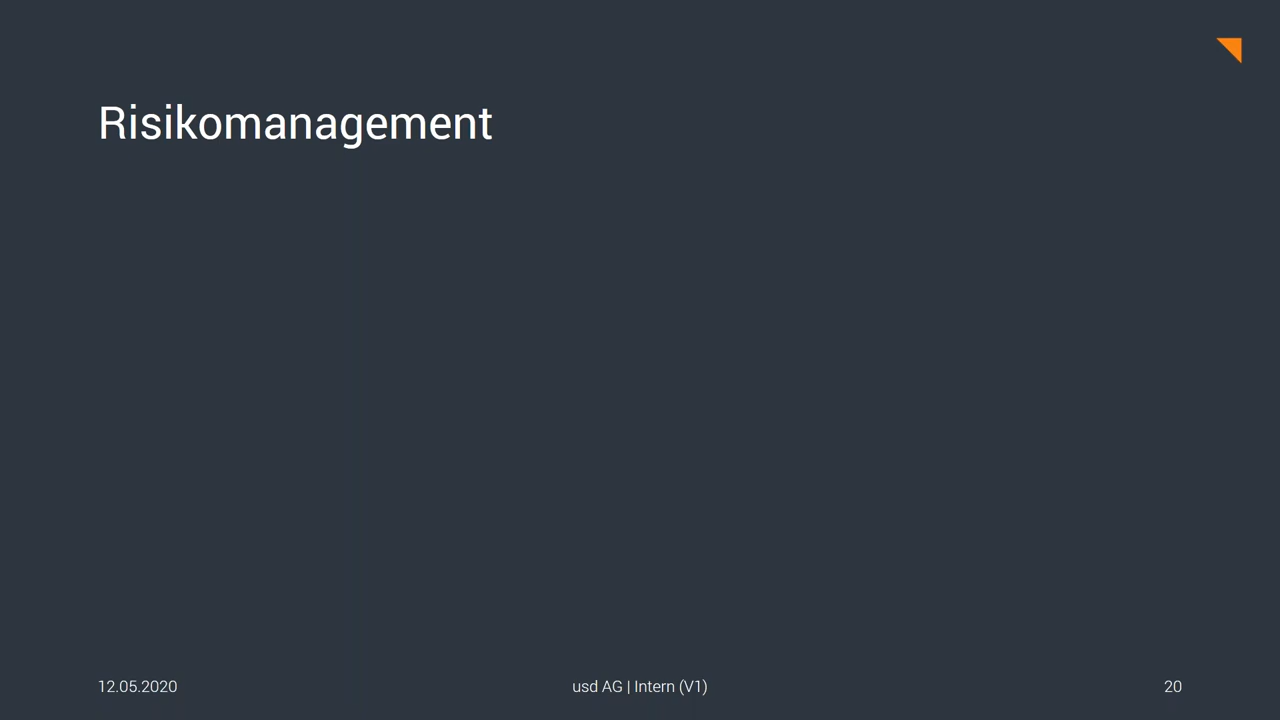 Risikomanagement
12.05.2020
usd AG | Intern (V1)
20